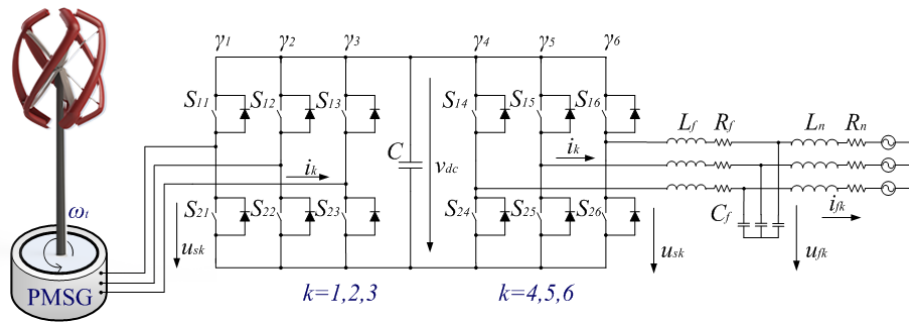 γ1 γ2 γ3 γ4 γ5 γ6
S11 S12 S13 S14 S15 S16
Lf Rf Ln Rn
C vdc
ik ik
ωt
S21 S22 S23 S24 S25 S26
Cf ifk
usk usk ufk
PMSG
k=1,2,3 k=4,5,6